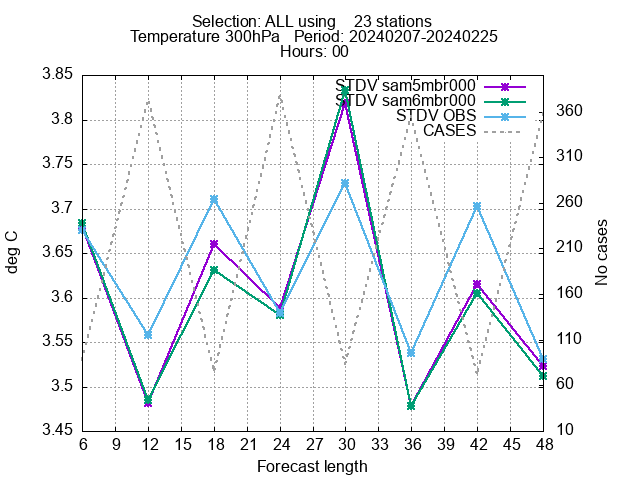 Selection: ALL using    23 stations
Temperature 300hPa   Period: 20240207-20240225
Hours: 00
STDV sam5mbr000
STDV sam6mbr000
STDV OBS
CASES
3.85
3.8
3.75
3.7
3.65
3.6
3.55
3.5
3.45
deg C
360
310
260
210
160
110
60
10
No cases
6 9 12 15 18 21 24 27 30 33 36 39 42 45 48
Forecast length